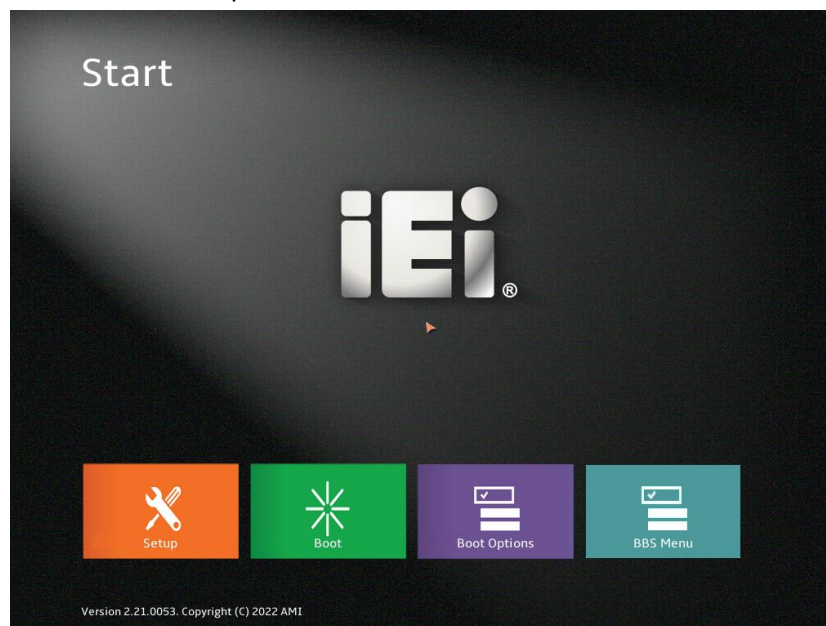 Start
iEi®
Setup
Boot
Boot Options
BBS Menu
Version 2.21.0053. Copyright (C) 2022 AMI